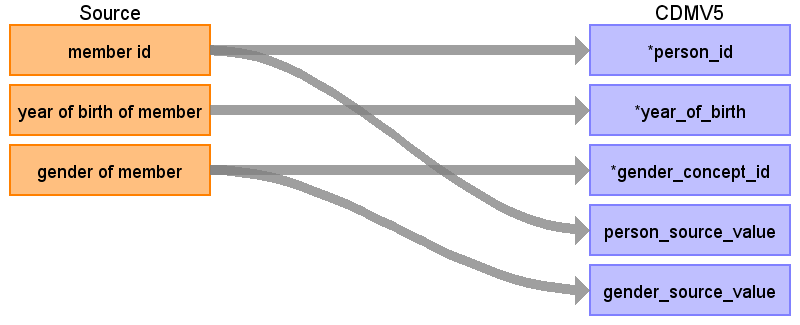 Source
CDMV5
member id
*person_id
year of birth of member
*year_of_birth
gender of member
*gender_concept_id
person_source_value
gender_source_value